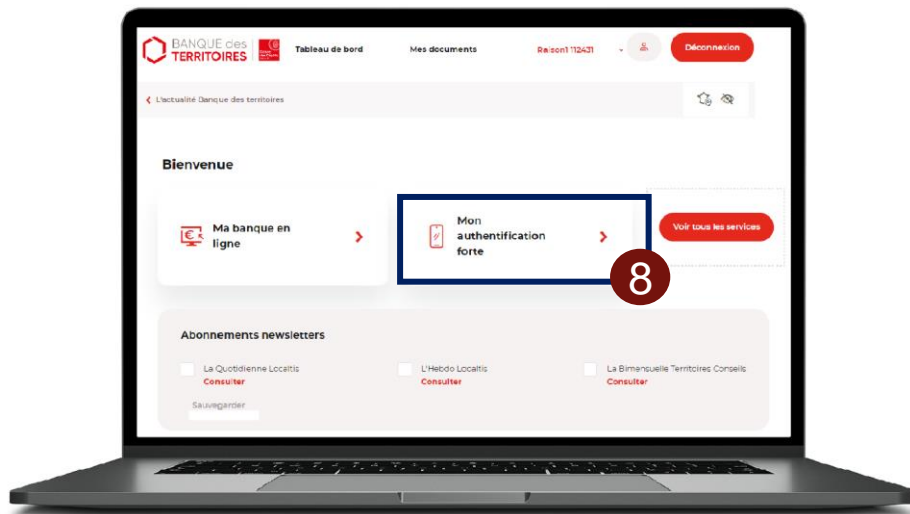 BANQUE des
TERRITOIRES
Tableau de bord
Mes documents
Raison1 112431
Déconnexion
L'actualité Banque des territoires
Bienvenue
Ma banque en
ligne
Mon
authentification
forte
Voir tous les services
8
Abonnements newsletters
La Quotidienne Localtis
Consulter
L'Hebdo Localtis
Consulter
La Bimensuelle Territoires Conseils
Consulter
Sauvegarder